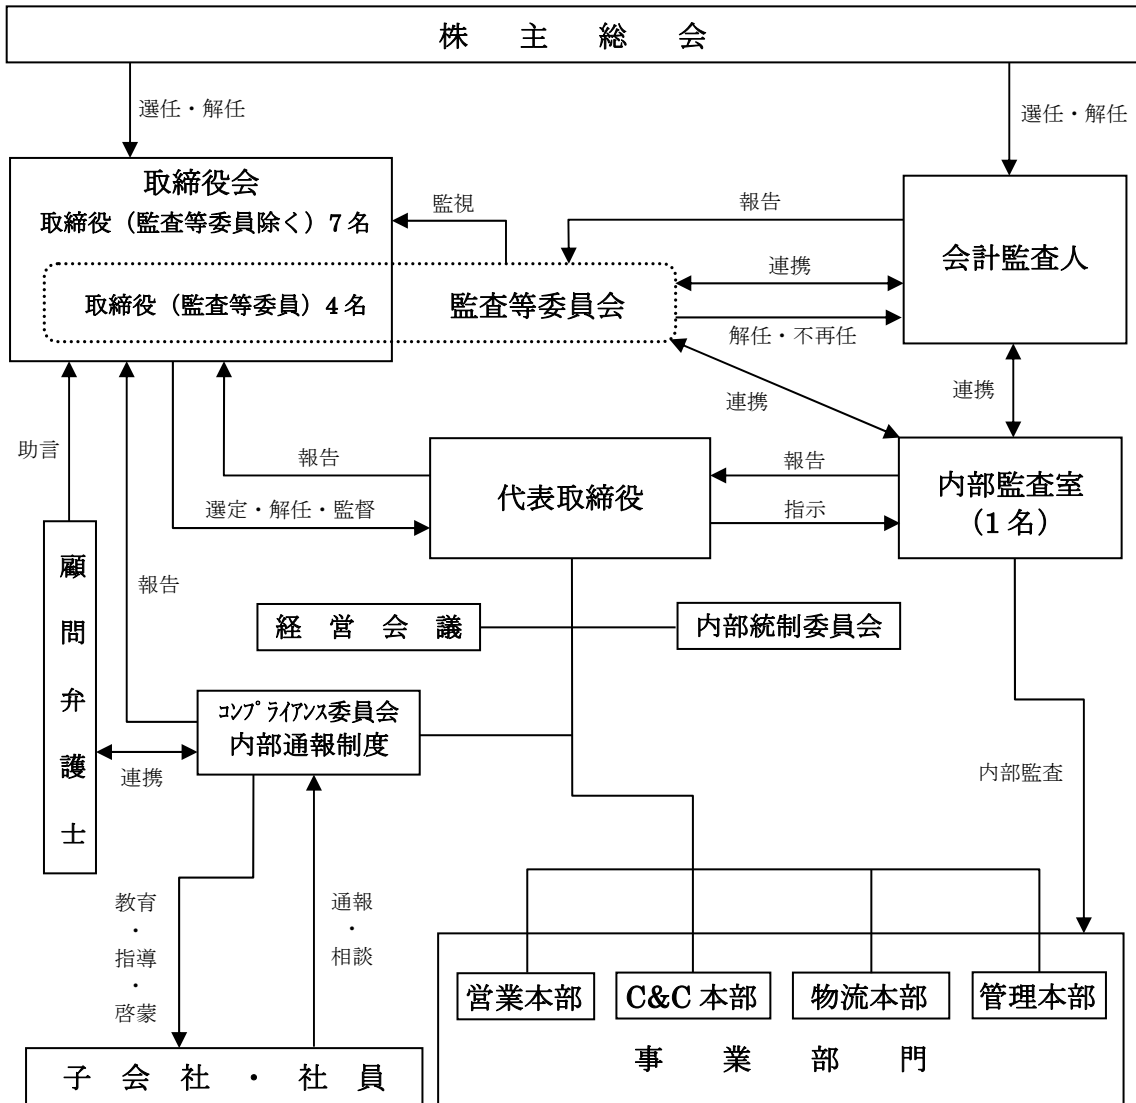 株 主 総 会
選任・解任
選任・解任
取締役会
取締役（監査等委員除く）7名
監視
報告
会計監査人
連携
取締役（監査等委員）4名
監査等委員会
解任・不再任
連携
連携
助言
報告
選定・解任・監督
代表取締役
報告
指示
内部監査室
（1名）
顧問弁護士
報告
経 営 会 議
内部統制委員会
ｺﾝﾌﾟﾗｲｱﾝｽ委員会
内部通報制度
連携
内部監査
教育
・
指導
・
啓蒙
通報
・
相談
営業本部
C&C 本部
物流本部
管理本部
事 業 部 門
子 会 社 ・ 社 員